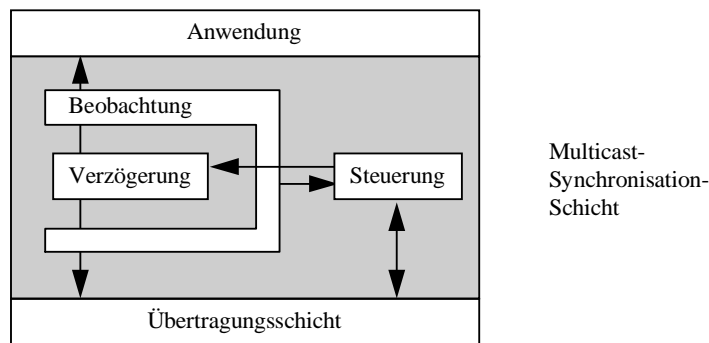 Anwendung
Beobachtung
Verzögerung
Steuerung
Multicast-
Synchronisation-
Schicht
Übertragungsschicht